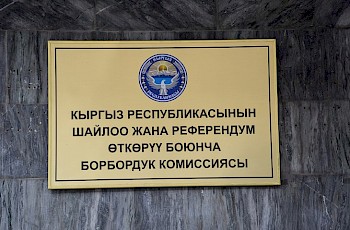 КЫРГЫЗ РЕСПУБЛИКАСЫНЫН
ШАЙЛОО ЖАНА РЕФЕРЕНДУМ
ӨТКӨРҮҮ БОЮНЧА
БОРБОРДУК КОМИССИЯСЫ